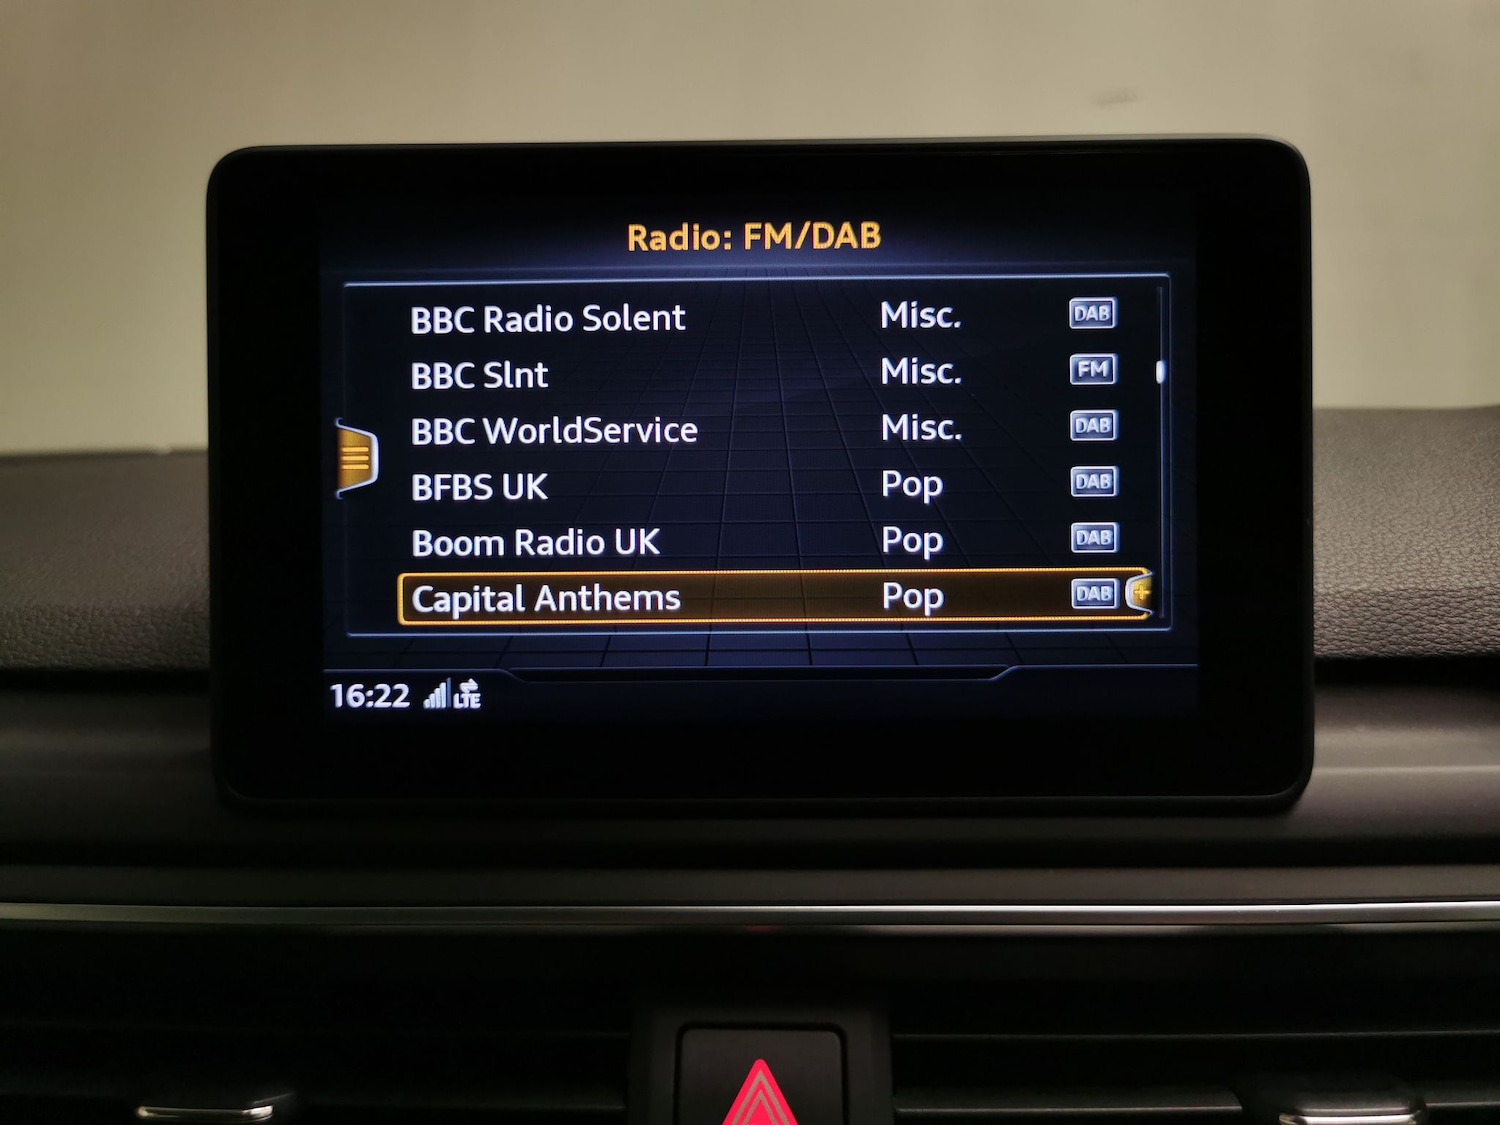 Radio: FM/DAB
BBC Radio Solent Misc. DAB
BBC Slnt Misc. FM
BBC WorldService Misc. DAB
BFBS UK Pop DAB
Boom Radio UK Pop DAB
Capital Anthems Pop DAB
16:22 LTE